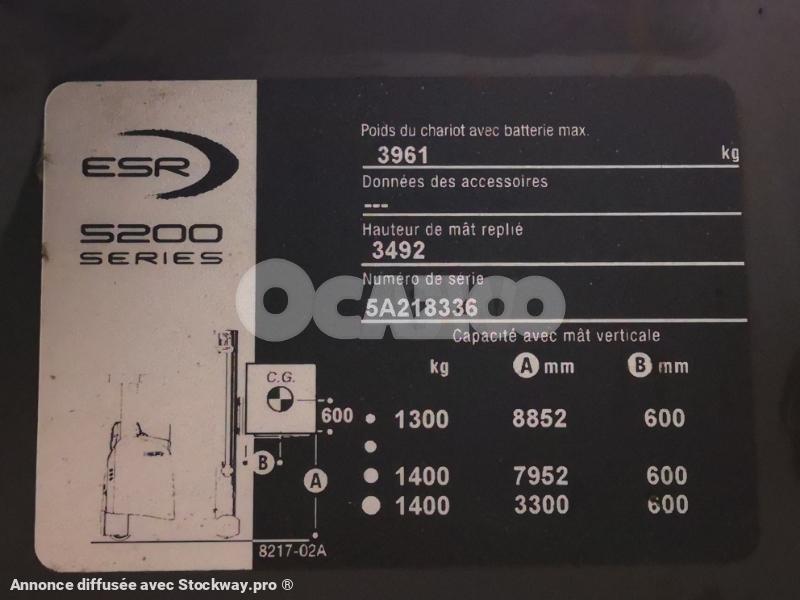 ESR
5200
SERIES
Poids du chariot avec batterie max.
3961 kg
Données des accessoires
---
Hauteur de mât replié
3492
Numéro de série
5A218336
OCAZOO
Capacité avec mât verticale
kg A mm B mm
C.G.
600
1300 8852 600
1400 7952 600
1400 3300 600
B
A
8217-02A
Annonce diffusée avec Stockway.pro ®